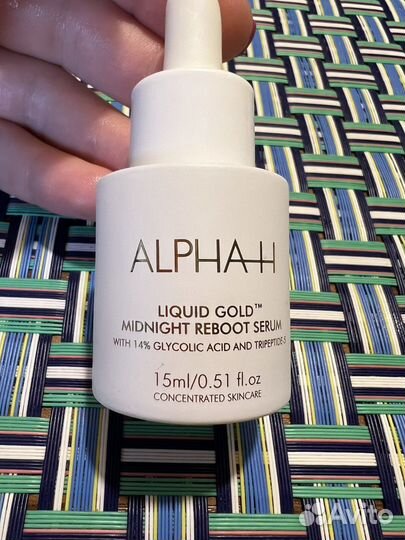 ALPHA-H
LIQUID GOLD™
MIDNIGHT REBOOT SERUM
WITH 14% GLYCOLIC ACID AND TRIPEPTIDE-5
15ml/0.51 fl.oz
CONCENTRATED SKINCARE
Avito